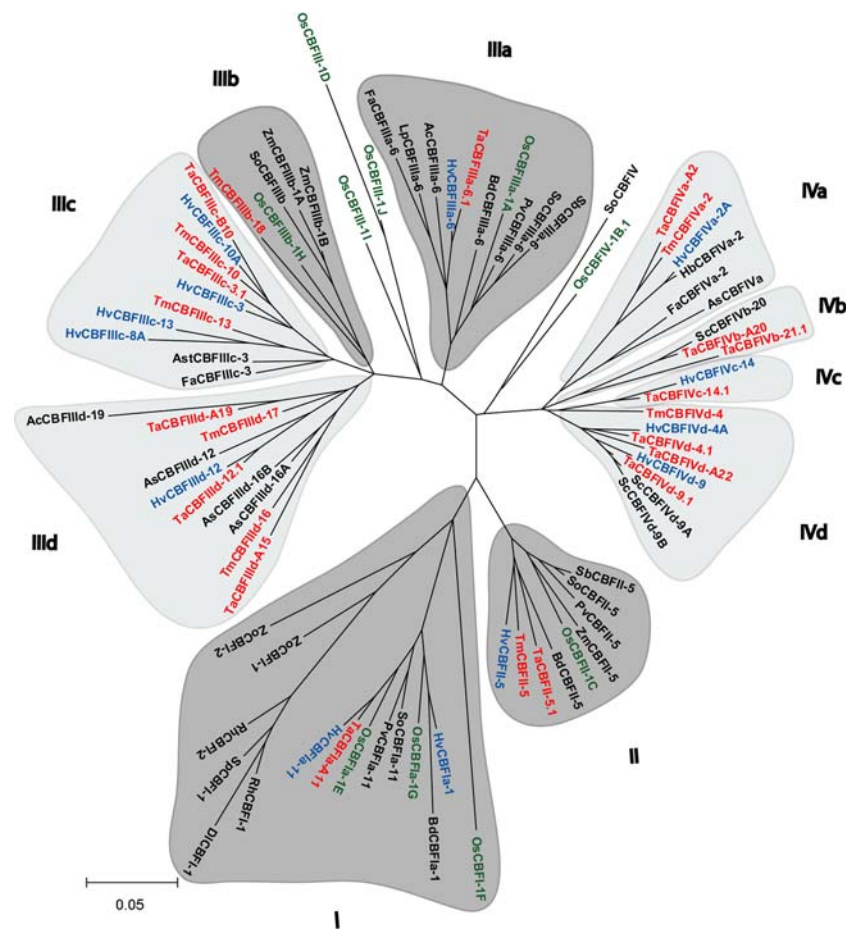 IIIa
OsCBFIII-1D
IIIb
FaCBFIIIa-6
LpCBFIIIa-6
AcCBFIIIa-6
HvCBFIIIa-6
TaCBFIIIa-6.1
BdCBFIIIa-6
OsCBFIIIa-1A
PvCBFIIIa-6
SoCBFIIIa-6
SbCBFIIIa-6
ZmCBFIIIb-1B
ZmCBFIIIb-1A
SoCBFIIIb
OsCBFIIIb-1H
TmCBFIIIb-18
OsCBFIII-1J
OsCBFIII-1I
SoCBFIV
OsCBFIV-1B.1
IIIc
TaCBFIIIc-B10
HvCBFIIIc-10A
TmCBFIIIc-10
TaCBFIIIc-3.1
HvCBFIIIc-3
TmCBFIIIc-13
HvCBFIIIc-13
HvCBFIIIc-8A
AstCBFIIIc-3
FaCBFIIIc-3
IVa
TaCBFIVa-A2
TmCBFIVa-2
HvCBFIVa-2A
HbCBFIVa-2
FaCBFIVa-2
AsCBFIVa
IVb
ScCBFIVb-20
TaCBFIVb-A20
TaCBFIVb-21.1
IVc
HvCBFIVc-14
TaCBFIVc-14.1
TmCBFIVd-4
HvCBFIVd-4A
TaCBFIVd-4.1
TaCBFIVd-A22
HvCBFIVd-9
TaCBFIVd-9.1
ScCBFIVd-9A
ScCBFIVd-9B
IVd
AcCBFIIId-19
TaCBFIIId-A19
TmCBFIIId-17
AsCBFIIId-12
HvCBFIIId-12
TaCBFIIId-12.1
AsCBFIIId-16B
AsCBFIIId-16A
TmCBFIIId-16
TaCBFIIId-A15
IIId
SbCBFII-5
SoCBFII-5
PvCBFII-5
ZmCBFII-5
OsCBFII-1C
BdCBFII-5
TaCBFII-5.1
TmCBFII-5
HvCBFII-5
II
ZoCBFI-2
ZoCBFI-1
RhCBFI-2
SpCBFI-1
RhCBFI-1
DlCBFI-1
HvCBFIa-11
TaCBFIa-A11
OsCBFIa-1E
PvCBFIa-11
SoCBFIa-11
OsCBFIa-1G
HvCBFIa-1
BdCBFIa-1
OsCBFI-1F
0.05
I